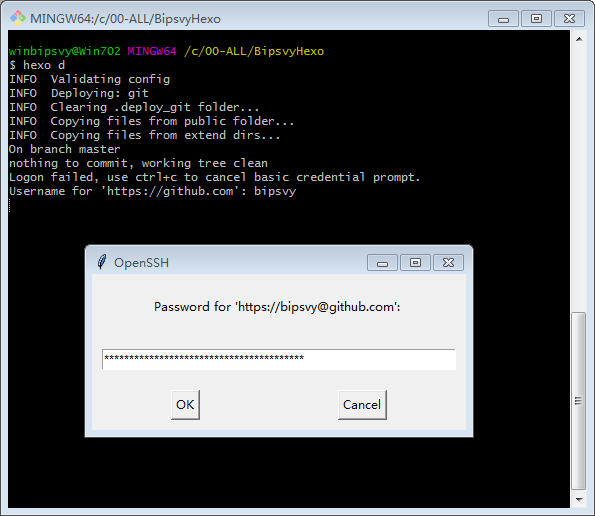 MINGW64:/c/00-ALL/BipsvyHexo
winbipsvy@Win702 MINGW64 /c/00-ALL/BipsvyHexo
$ hexo d
INFO  Validating config
INFO  Deploying: git
INFO  Clearing .deploy_git folder...
INFO  Copying files from public folder...
INFO  Copying files from extend dirs...
On branch master
nothing to commit, working tree clean
Logon failed, use ctrl+c to cancel basic credential prompt.
Username for 'https://github.com': bipsvy
OpenSSH
Password for 'https://bipsvy@github.com':
****************************************
OK Cancel